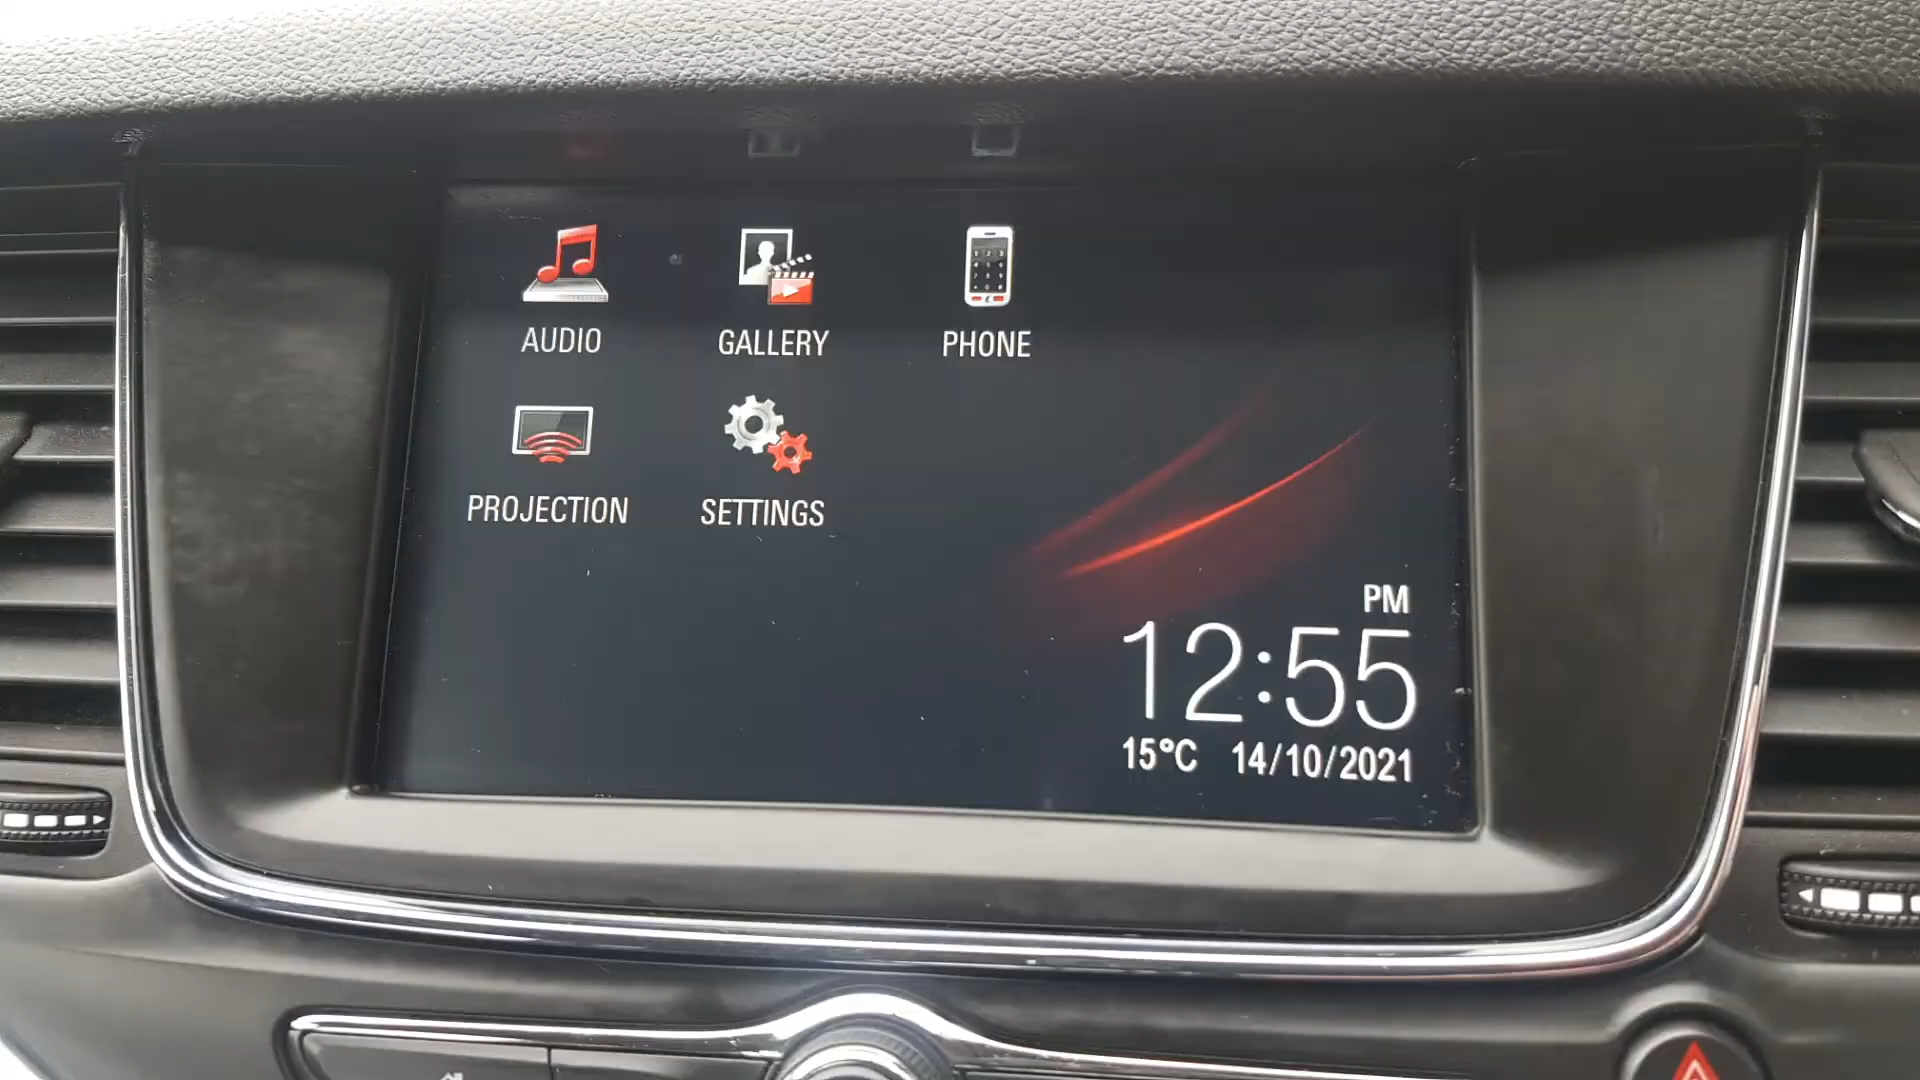 AUDIO
GALLERY
PHONE
PROJECTION
SETTINGS
PM
12:55
15°C 14/10/2021